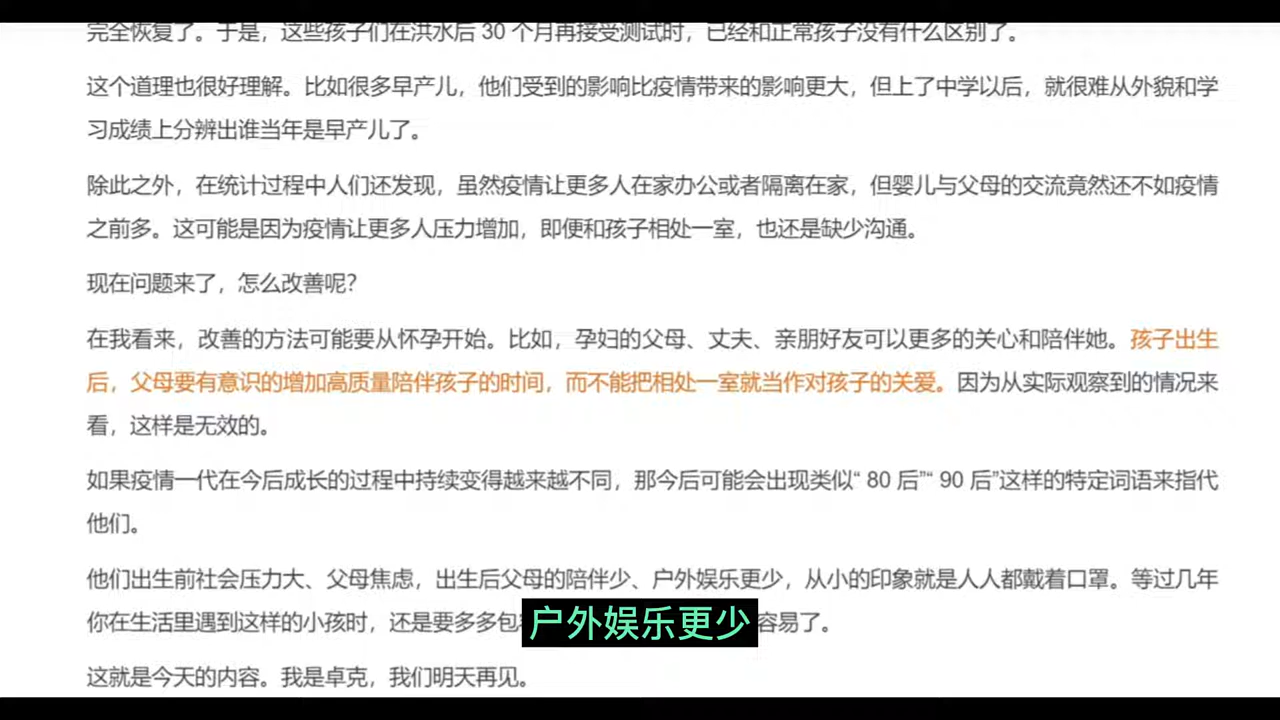 完全恢复了。于是，这些孩子们在洪水后 30 个月再接受测试时，已经和正常孩子没有什么区别了。
这个道理也很好理解。比如很多早产儿，他们受到的影响比疫情带来的影响更大，但上了中学以后，就很难从外貌和学
习成绩上分辨出谁当年是早产儿了。
除此之外，在统计过程中人们还发现，虽然疫情让更多人在家办公或者隔离在家，但婴儿与父母的交流竟然还不如疫情
之前多。这可能是因为疫情让更多人压力增加，即便和孩子相处一室，也还是缺少沟通。
现在问题来了，怎么改善呢？
在我看来，改善的方法可能要从怀孕开始。比如，孕妇的父母、丈夫、亲朋好友可以更多的关心和陪伴她。孩子出生
后，父母要有意识的增加高质量陪伴孩子的时间，而不能把相处一室就当作对孩子的关爱。因为从实际观察到的情况来
看，这样是无效的。
如果疫情一代在今后成长的过程中持续变得越来越不同，那今后可能会出现类似“ 80 后”“ 90 后”这样的特定词语来指代
他们。
他们出生前社会压力大、父母焦虑，出生后父母的陪伴少、户外娱乐更少，从小的印象就是人人都戴着口罩。等过几年
你在生活里遇到这样的小孩时，还是要多多包 容易了。
户外娱乐更少
这就是今天的内容。我是卓克，我们明天再见。